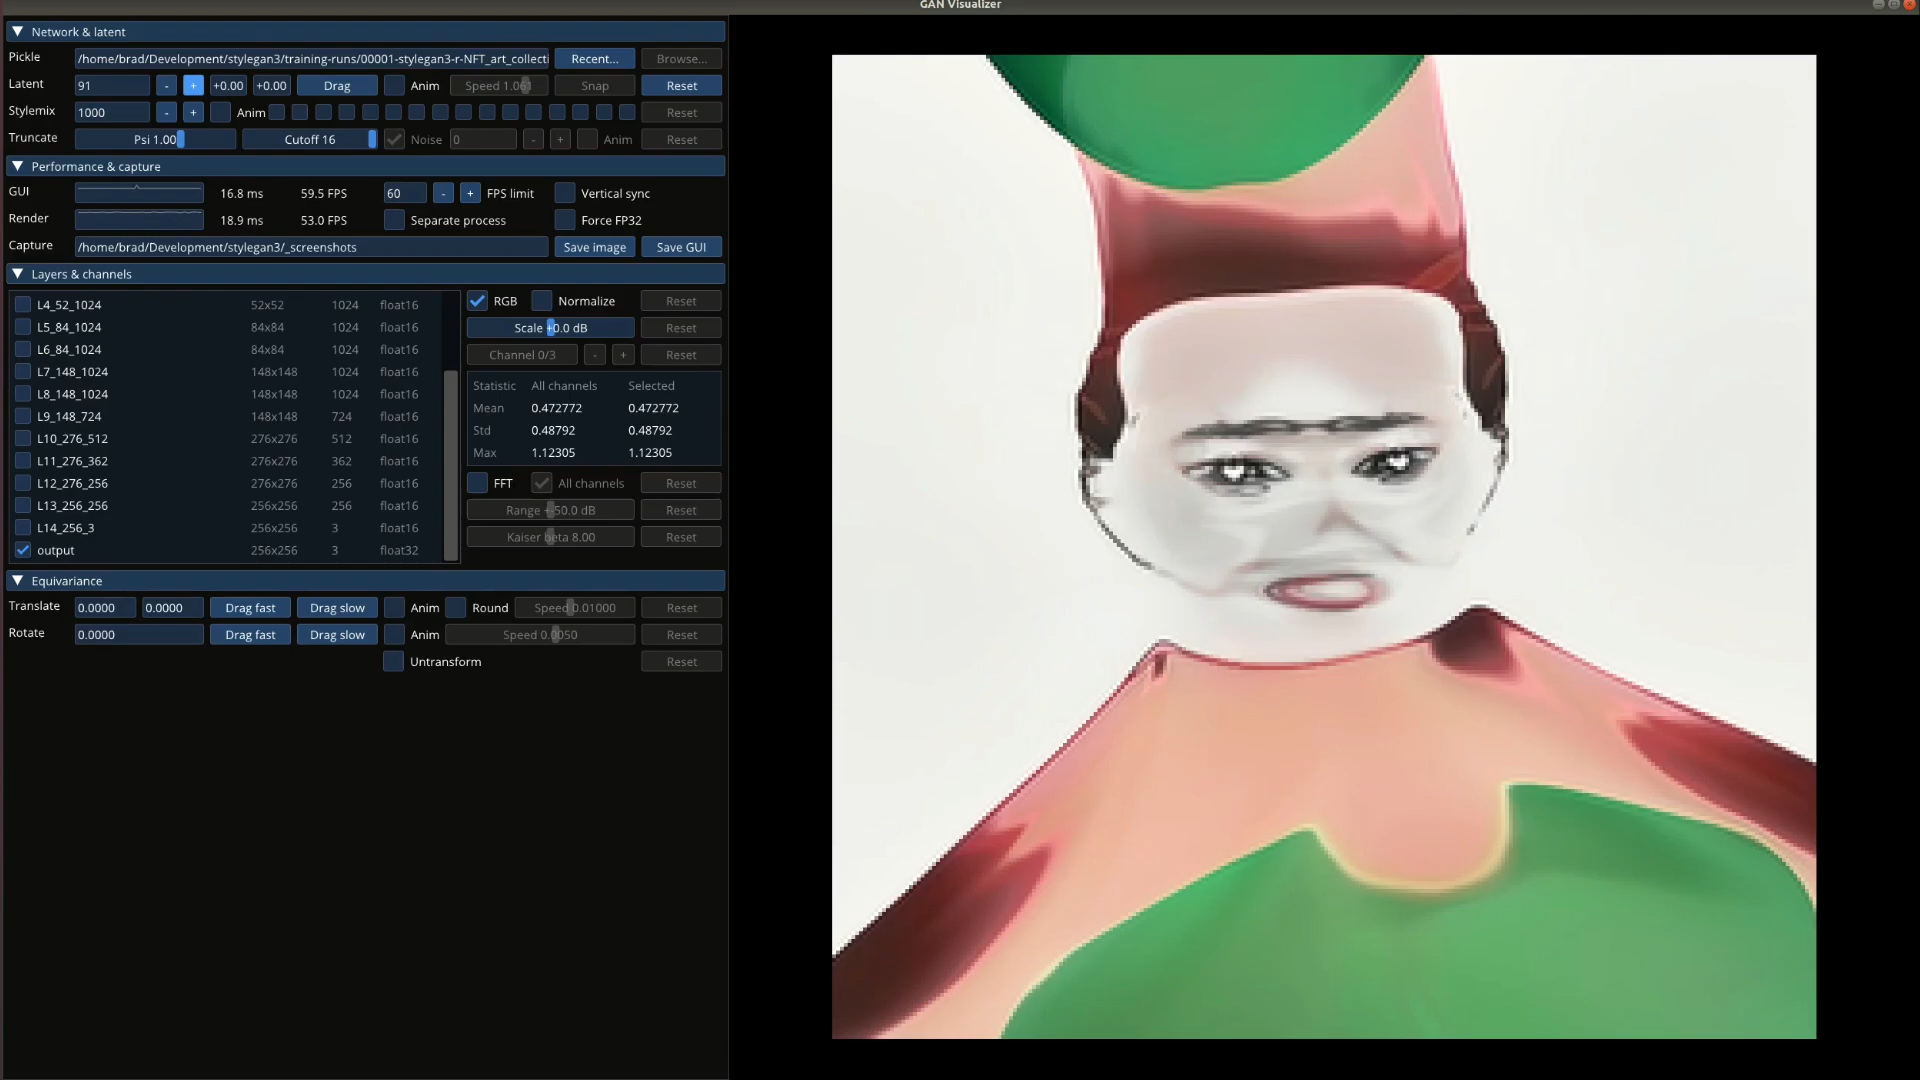 GAN Visualizer
Network & latent
Pickle /home/brad/Development/stylegan3/training-runs/00001-stylegan3-r-NFT_art_collecti Recent... Browse...
Latent 91 - + +0.00 +0.00 Drag Anim Speed 1.061 Snap Reset
Stylemix 1000 - + Anim Reset
Truncate Psi 1.00 Cutoff 16 Noise 0 - + Anim Reset
Performance & capture
GUI 16.8 ms 59.5 FPS 60 - + FPS limit Vertical sync
Render 18.9 ms 53.0 FPS Separate process Force FP32
Capture /home/brad/Development/stylegan3/_screenshots Save image Save GUI
Layers & channels
L4_52_1024 52x52 1024 float16
L5_84_1024 84x84 1024 float16
L6_84_1024 84x84 1024 float16
L7_148_1024 148x148 1024 float16
L8_148_1024 148x148 1024 float16
L9_148_724 148x148 724 float16
L10_276_512 276x276 512 float16
L11_276_362 276x276 362 float16
L12_276_256 276x276 256 float16
L13_256_256 256x256 256 float16
L14_256_3 256x256 3 float16
output 256x256 3 float32
RGB Normalize Reset
Scale +0.0 dB Reset
Channel 0/3 - + Reset
Statistic All channels Selected
Mean 0.472772 0.472772
Std 0.48792 0.48792
Max 1.12305 1.12305
FFT All channels Reset
Range +-50.0 dB Reset
Kaiser beta 8.00 Reset
Equivariance
Translate 0.0000 0.0000 Drag fast Drag slow Anim Round Speed 0.01000 Reset
Rotate 0.0000 Drag fast Drag slow Anim Speed 0.0050 Reset
Untransform Reset